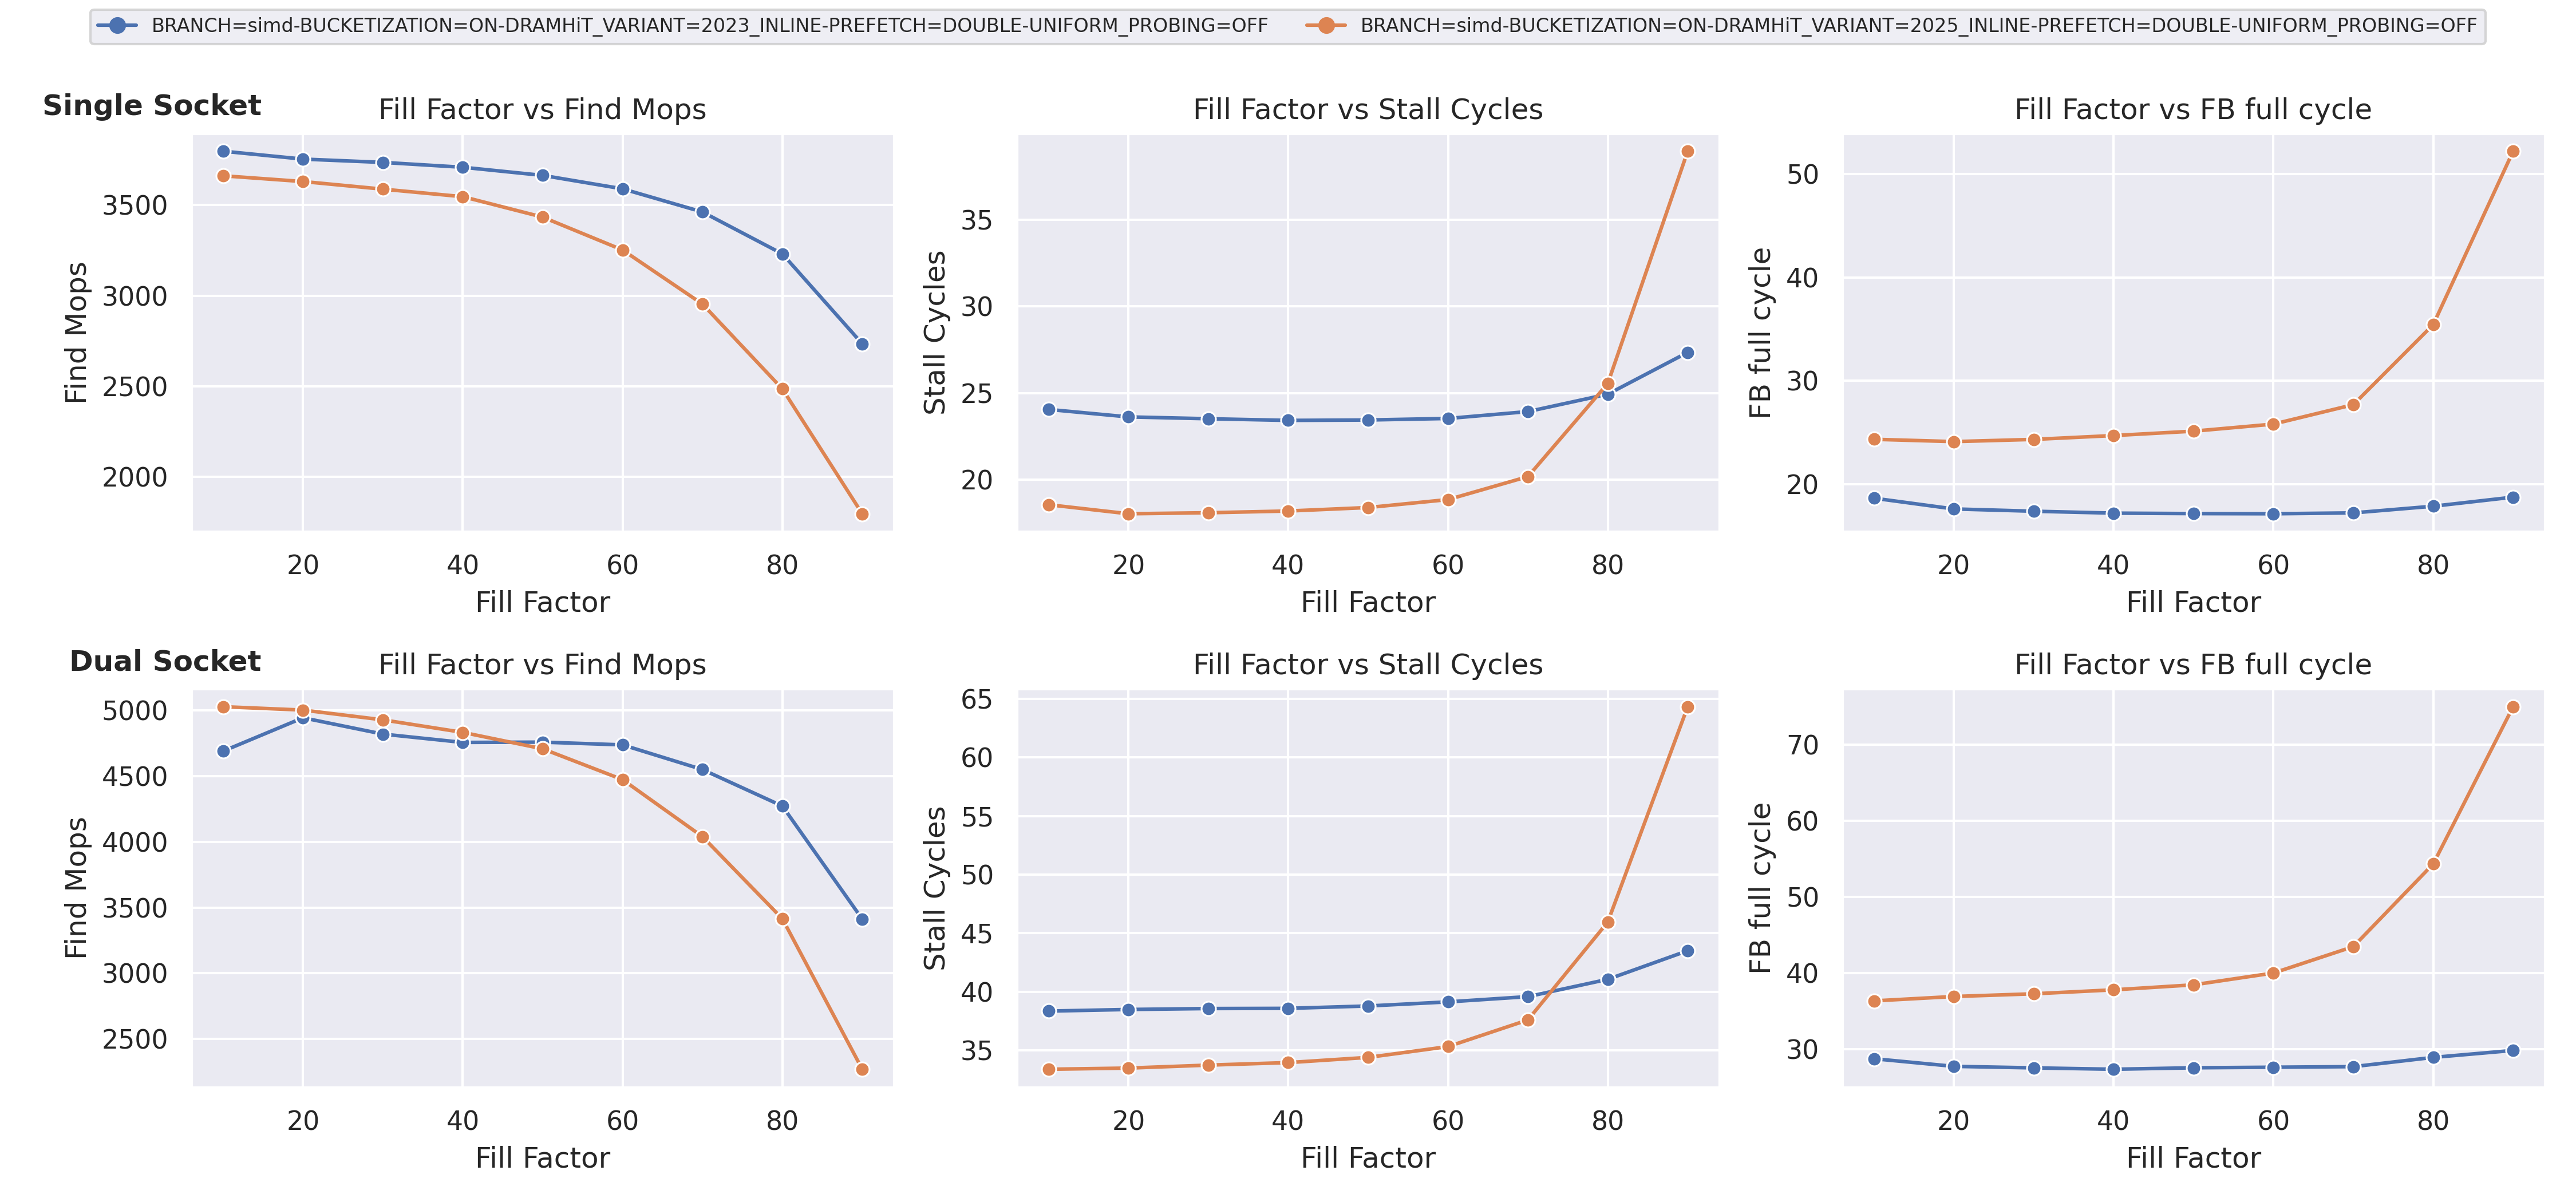 BRANCH=simd-BUCKETIZATION=ON-DRAMHiT_VARIANT=2023_INLINE-PREFETCH=DOUBLE-UNIFORM_PROBING=OFF BRANCH=simd-BUCKETIZATION=ON-DRAMHiT_VARIANT=2025_INLINE-PREFETCH=DOUBLE-UNIFORM_PROBING=OFF
Single Socket
Fill Factor vs Find Mops
Find Mops
3500
3000
2500
2000
20 40 60 80
Fill Factor
Fill Factor vs Stall Cycles
Stall Cycles
35
30
25
20
20 40 60 80
Fill Factor
Fill Factor vs FB full cycle
FB full cycle
50
40
30
20
20 40 60 80
Fill Factor
Dual Socket
Fill Factor vs Find Mops
Find Mops
5000
4500
4000
3500
3000
2500
20 40 60 80
Fill Factor
Fill Factor vs Stall Cycles
Stall Cycles
65
60
55
50
45
40
35
20 40 60 80
Fill Factor
Fill Factor vs FB full cycle
FB full cycle
70
60
50
40
30
20 40 60 80
Fill Factor